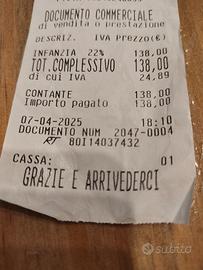 DOCUMENTO COMMERCIALE
di vendita o prestazione
DESCRIZ. IVA Prezzo(€)
INFANZIA 22% 138,00
TOT.COMPLESSIVO 138,00
di cui IVA 24,89
CONTANTE 138,00
Importo pagato 138,00
07-04-2025 18:10
DOCUMENTO NUM 2047-0004
RT 80I14037432
CASSA: 01
GRAZIE E ARRIVEDERCI
subito